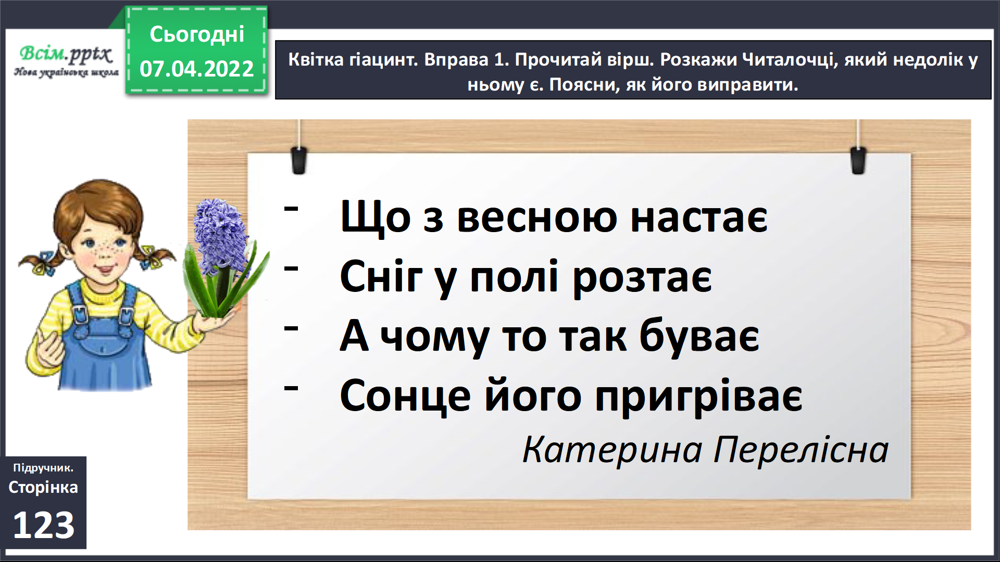 Всім.pptx
Нова українська школа
Сьогодні
07.04.2022
Квітка гіацинт. Вправа 1. Прочитай вірш. Розкажи Читалочці, який недолік у
ньому є. Поясни, як його виправити.
- Що з весною настає
- Сніг у полі розтає
- А чому то так буває
- Сонце його пригріває
Катерина Перелісна
Підручник.
Сторінка
123